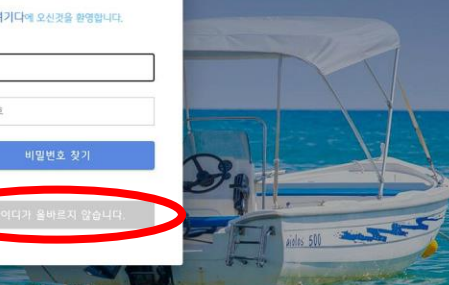 여기다에 오신것을 환영합니다.
비밀번호 찾기
이디가 올바르지 않습니다.
aiolos 500